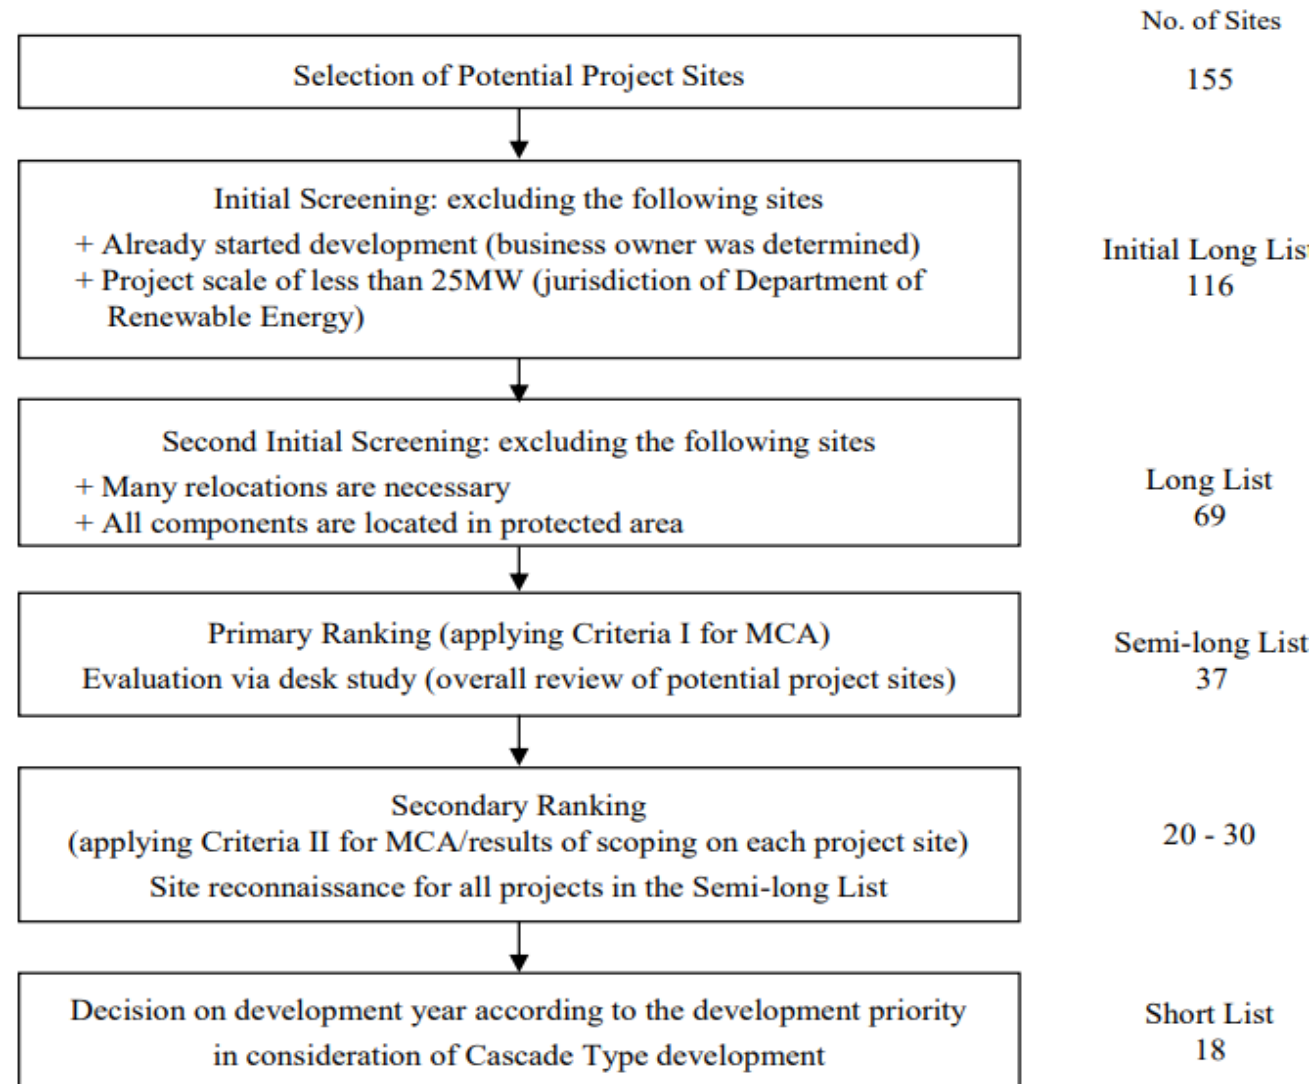 No. of Sites
Selection of Potential Project Sites
155
Initial Screening: excluding the following sites
+ Already started development (business owner was determined)
+ Project scale of less than 25MW (jurisdiction of Department of
Renewable Energy)
Initial Long List
116
Second Initial Screening: excluding the following sites
+ Many relocations are necessary
+ All components are located in protected area
Long List
69
Primary Ranking (applying Criteria I for MCA)
Evaluation via desk study (overall review of potential project sites)
Semi-long List
37
Secondary Ranking
(applying Criteria II for MCA/results of scoping on each project site)
Site reconnaissance for all projects in the Semi-long List
20 - 30
Decision on development year according to the development priority
in consideration of Cascade Type development
Short List
18